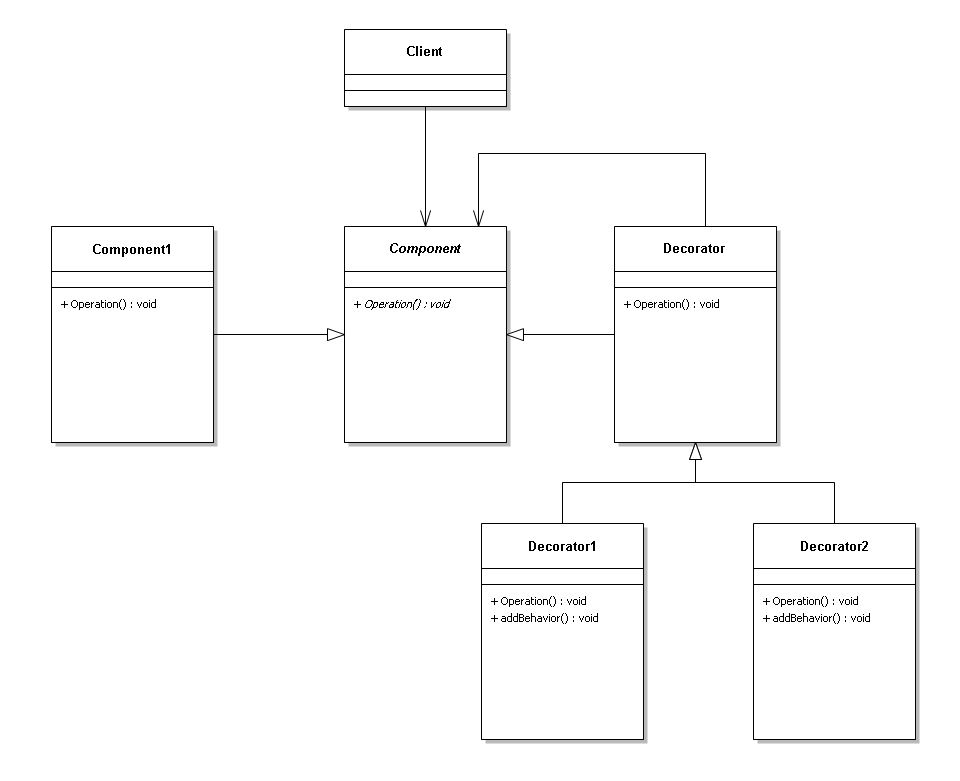 Client
Component1
+ Operation() : void
Component
+ Operation() : void
Decorator
+ Operation() : void
Decorator1
+ Operation() : void
+ addBehavior() : void
Decorator2
+ Operation() : void
+ addBehavior() : void